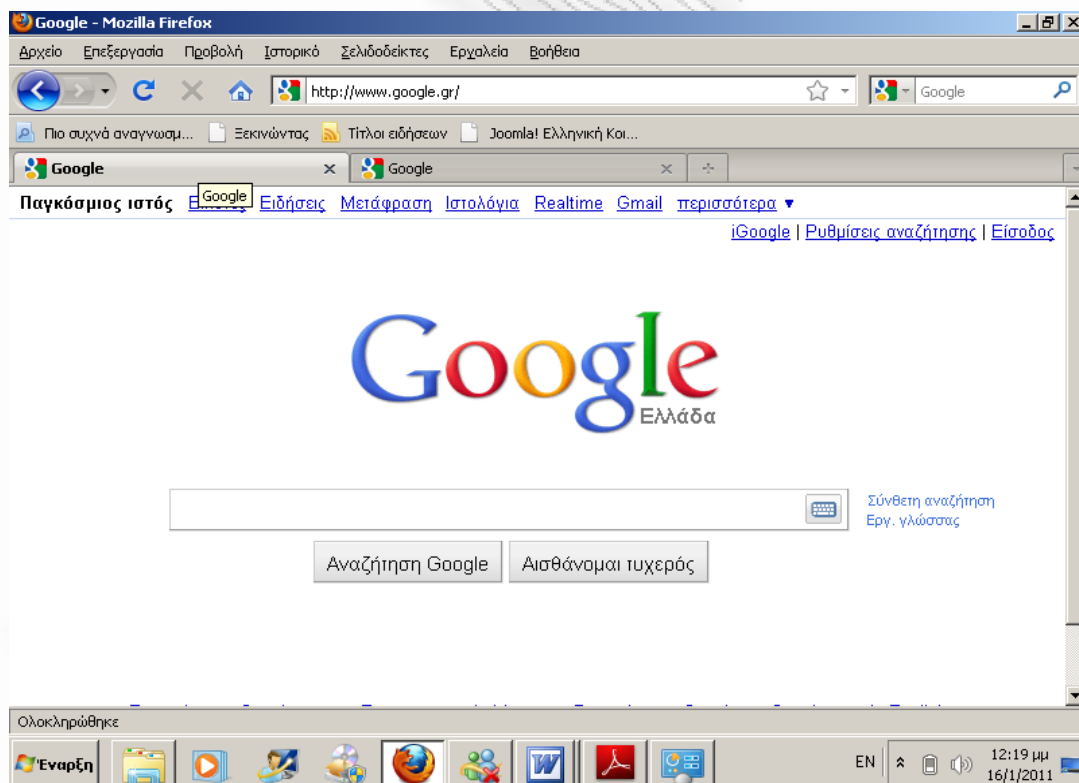 Google - Mozilla Firefox
Αρχείο Επεξεργασία Προβολή Ιστορικό Σελιδοδείκτες Εργαλεία Βοήθεια
http://www.google.gr/ Google
Πιο συχνά αναγνωσμ... Ξεκινώντας Τίτλοι ειδήσεων Joomla! Ελληνική Κοι...
Google Google
Google
Παγκόσμιος ιστός Ειδήσεις Μετάφραση Ιστολόγια Realtime Gmail περισσότερα ▼
iGoogle | Ρυθμίσεις αναζήτησης | Είσοδος
Google
Ελλάδα
Σύνθετη αναζήτηση
Εργ. γλώσσας
Αναζήτηση Google Αισθάνομαι τυχερός
Ολοκληρώθηκε
Έναρξη EN 12:19 μμ
16/1/2011